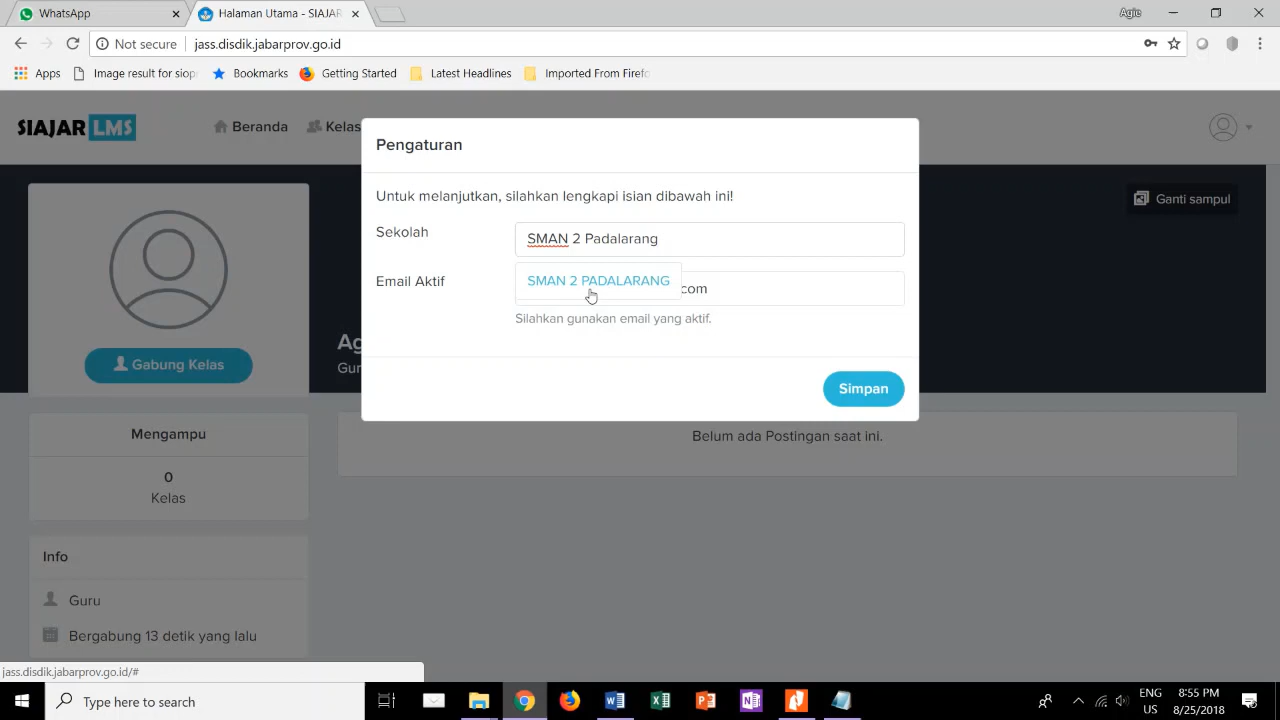 WhatsApp
Halaman Utama - SIAJAR
Agie
Not secure
jass.disdik.jabarprov.go.id
Apps
Image result for siap
Bookmarks
Getting Started
Latest Headlines
Imported From Firefo
SIAJAR LMS
Beranda
Kelas
Pengaturan
Untuk melanjutkan, silahkan lengkapi isian dibawah ini!
Sekolah
SMAN 2 Padalarang
Email Aktif
SMAN 2 PADALARANG
com
Silahkan gunakan email yang aktif.
Simpan
Ganti sampul
Ag
Gur
Gabung Kelas
Mengampu
0
Kelas
Belum ada Postingan saat ini.
Info
Guru
Bergabung 13 detik yang lalu
jass.disdik.jabarprov.go.id/#
Type here to search
ENG
US
8:55 PM
8/25/2018